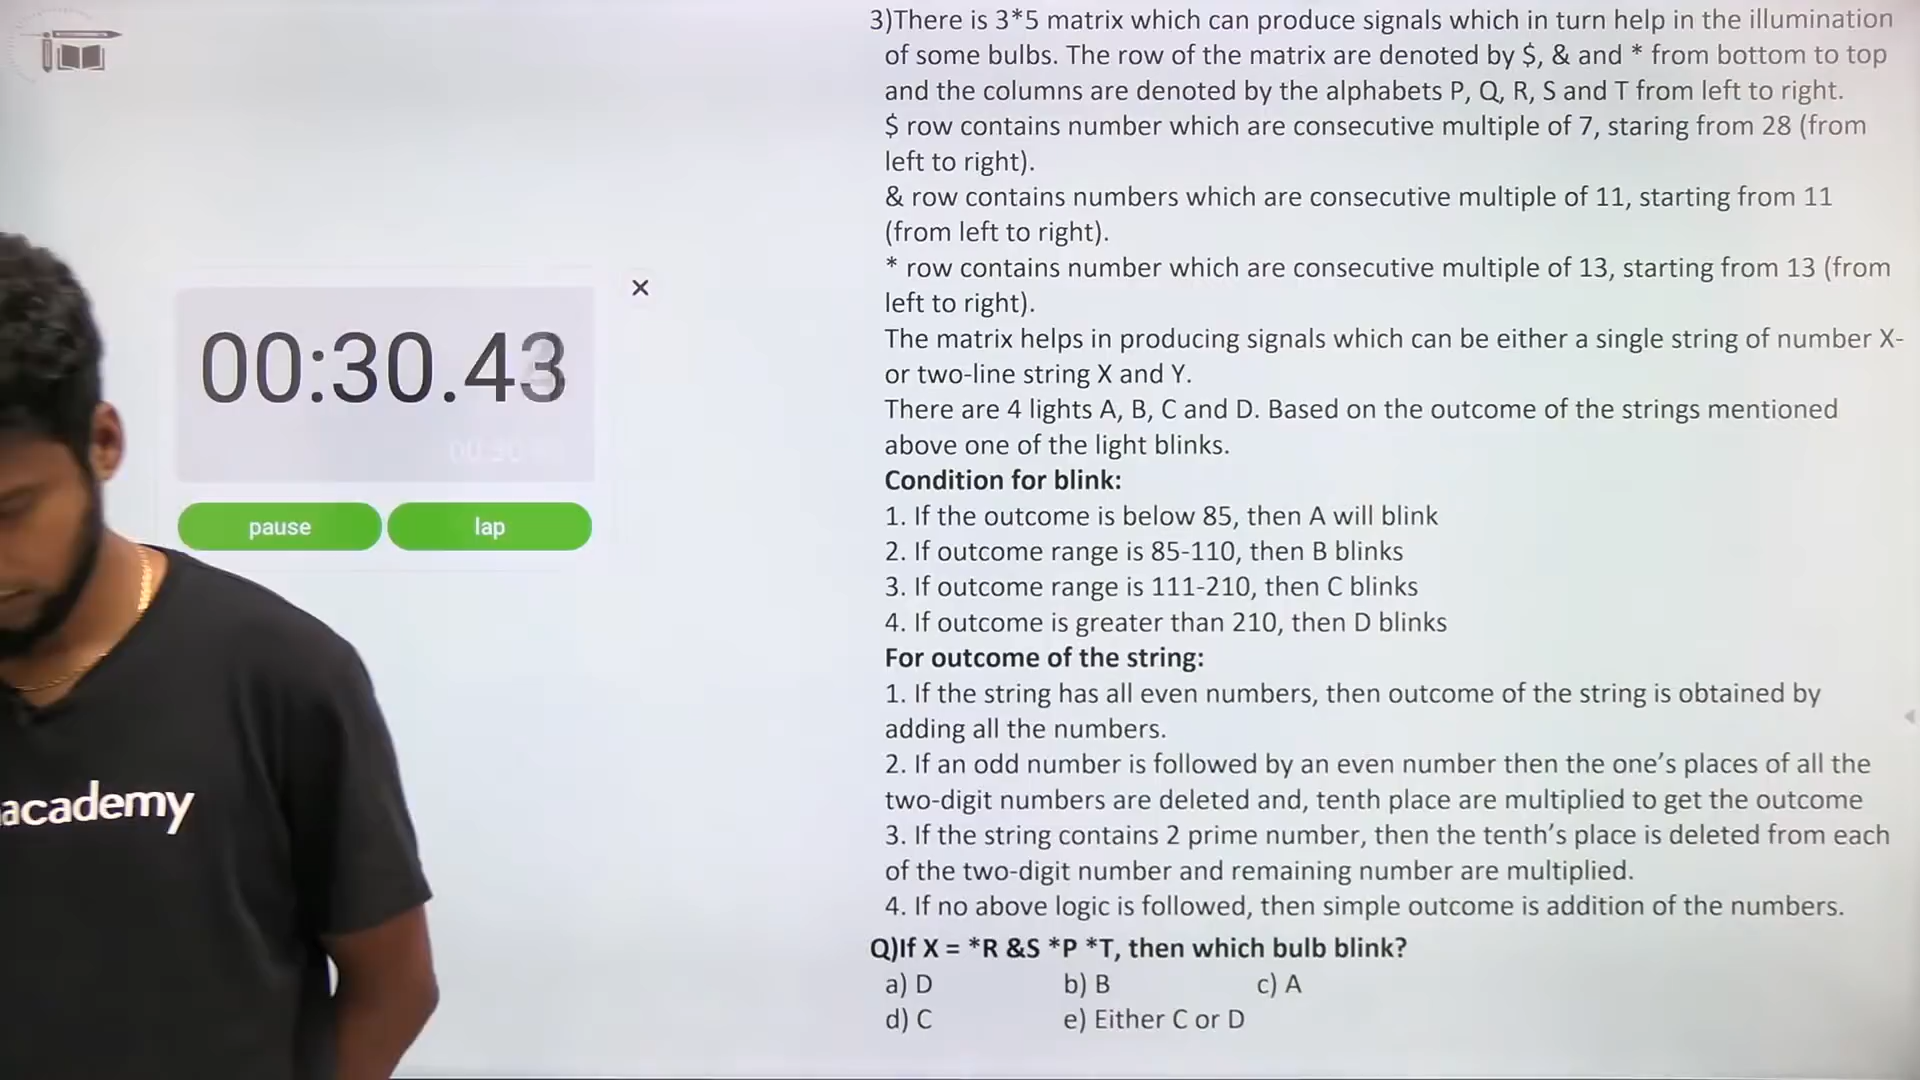 3)There is 3*5 matrix which can produce signals which in turn help in the illumination
of some bulbs. The row of the matrix are denoted by $, & and * from bottom to top
and the columns are denoted by the alphabets P, Q, R, S and T from left to right.
$ row contains number which are consecutive multiple of 7, staring from 28 (from
left to right).
& row contains numbers which are consecutive multiple of 11, starting from 11
(from left to right).
* row contains number which are consecutive multiple of 13, starting from 13 (from
left to right).
The matrix helps in producing signals which can be either a single string of number X-
or two-line string X and Y.
There are 4 lights A, B, C and D. Based on the outcome of the strings mentioned
above one of the light blinks.
Condition for blink:
1. If the outcome is below 85, then A will blink
2. If outcome range is 85-110, then B blinks
3. If outcome range is 111-210, then C blinks
4. If outcome is greater than 210, then D blinks
For outcome of the string:
1. If the string has all even numbers, then outcome of the string is obtained by
adding all the numbers.
2. If an odd number is followed by an even number then the one's places of all the
two-digit numbers are deleted and, tenth place are multiplied to get the outcome
3. If the string contains 2 prime number, then the tenth's place is deleted from each
of the two-digit number and remaining number are multiplied.
4. If no above logic is followed, then simple outcome is addition of the numbers.
Q)If X = *R &S *P *T, then which bulb blink?
a) D b) B c) A
d) C e) Either C or D
00:30.43
pause lap
academy